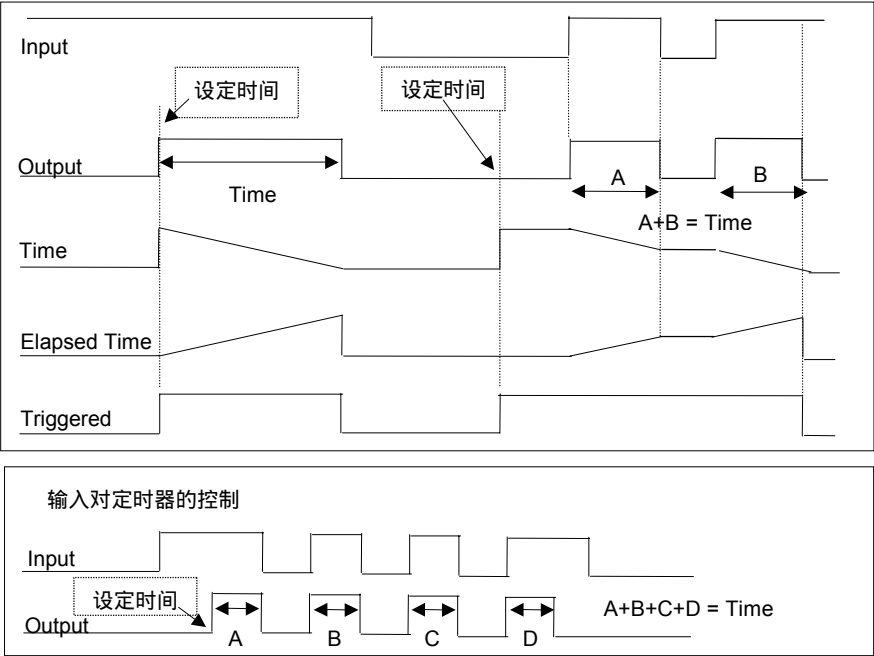 Input
设定时间
设定时间
Output
Time
A
B
A+B = Time
Time
Elapsed Time
Triggered
输入对定时器的控制
Input
设定时间
Output
A
B
C
D
A+B+C+D = Time